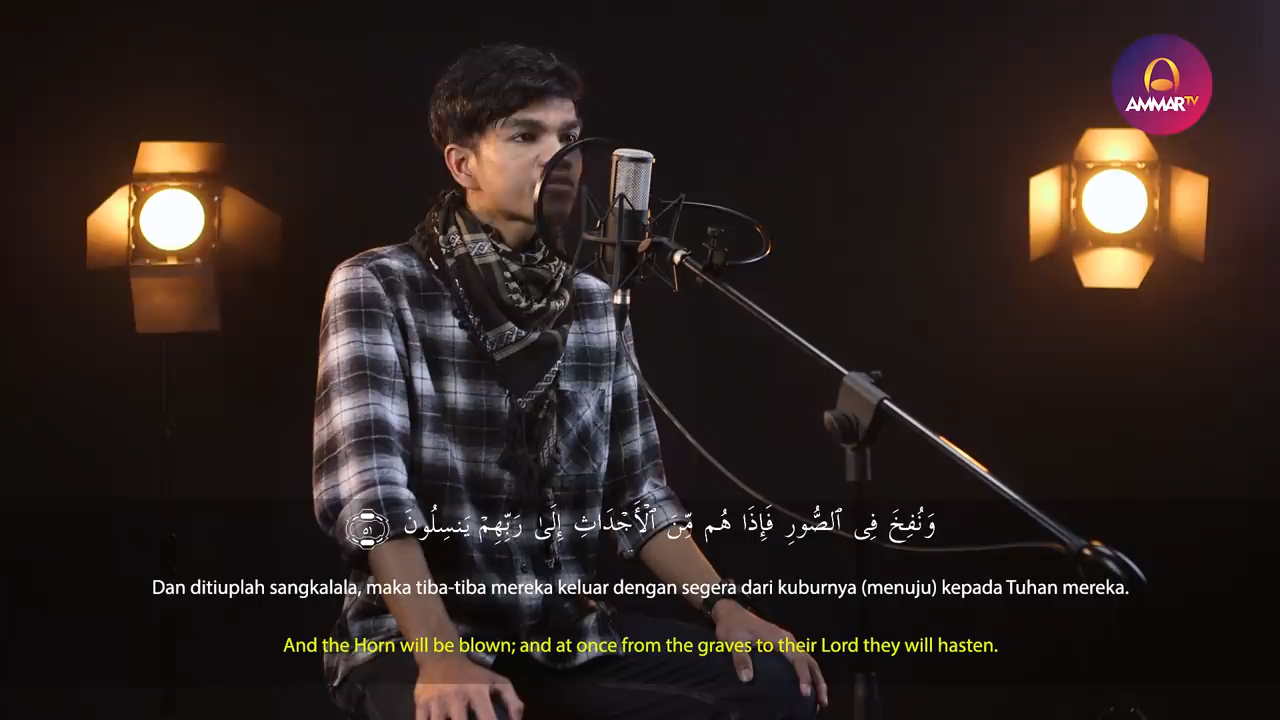 AMMARTV
وَنُفِخَ فِى ٱلصُّورِ فَإِذَا هُم مِّنَ ٱلْأَجْدَاثِ إِلَىٰ رَبِّهِمْ يَنسِلُونَ ٥١
Dan ditiuplah sangkalala, maka tiba-tiba mereka keluar dengan segera dari kuburnya (menuju) kepada Tuhan mereka.
And the Horn will be blown; and at once from the graves to their Lord they will hasten.